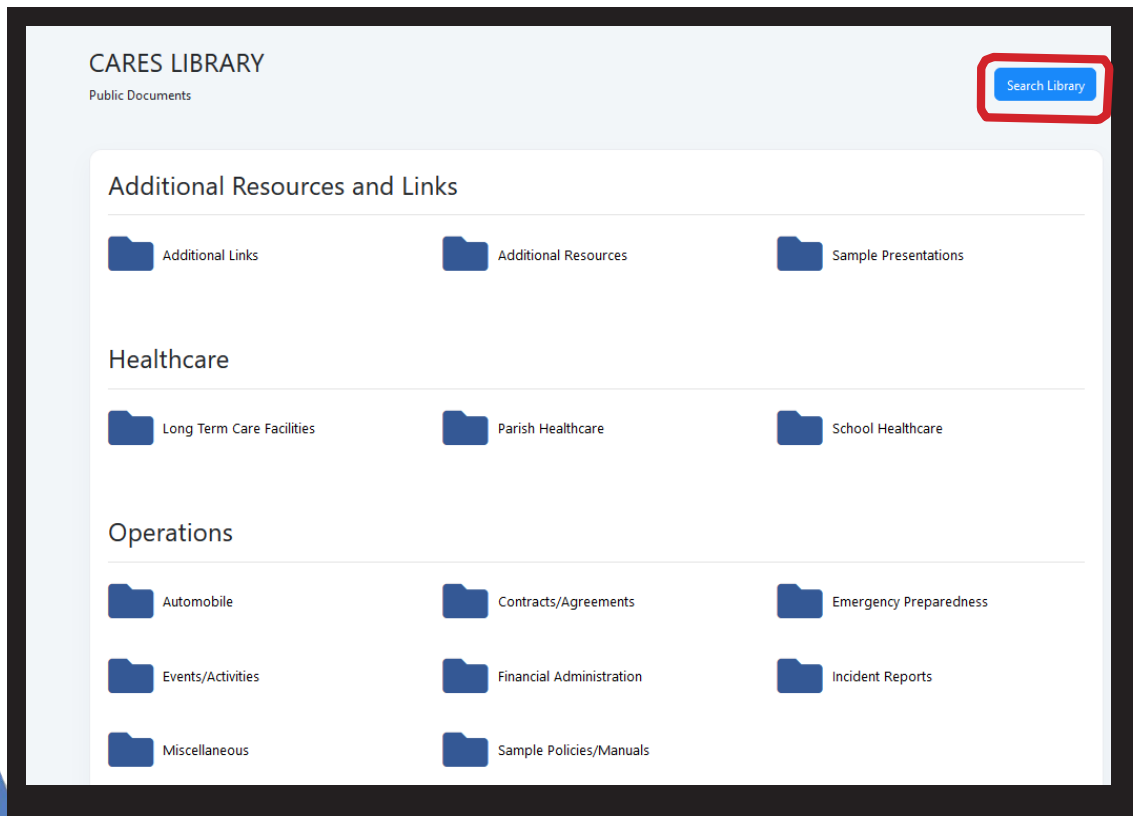 CARES LIBRARY
Public Documents
Search Library
Additional Resources and Links
Additional Links
Additional Resources
Sample Presentations
Healthcare
Long Term Care Facilities
Parish Healthcare
School Healthcare
Operations
Automobile
Contracts/Agreements
Emergency Preparedness
Events/Activities
Financial Administration
Incident Reports
Miscellaneous
Sample Policies/Manuals